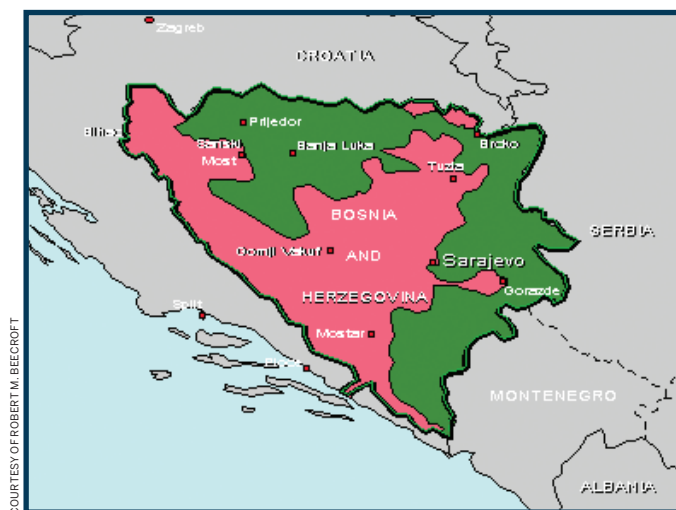 Zagreb
CROATIA
Bihac
Prijedor
Sanski
Most
Banja Luka
Brcko
Tuzla
BOSNIA
AND
HERZEGOVINA
SERBIA
Gornji Vakuf
Sarajevo
Gorazde
Split
Mostar
MONTENEGRO
ALBANIA
COURTESY OF ROBERT M. BEECROFT